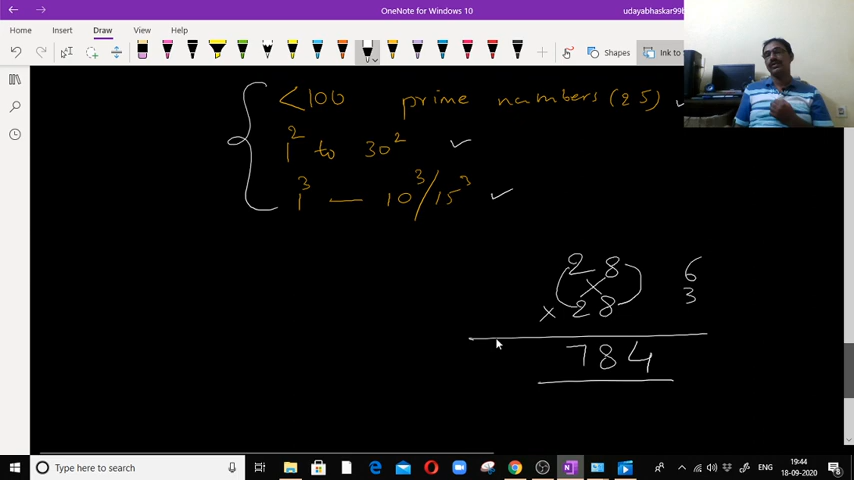 OneNote for Windows 10
udayabhaskar99
Home Insert Draw View Help
Shapes Ink to
<100 prime numbers (25)
1² to 30²
1³ — 10³/15³
28 6
× 28 3
784
Type here to search
ENG
19:44
18-09-2020
8